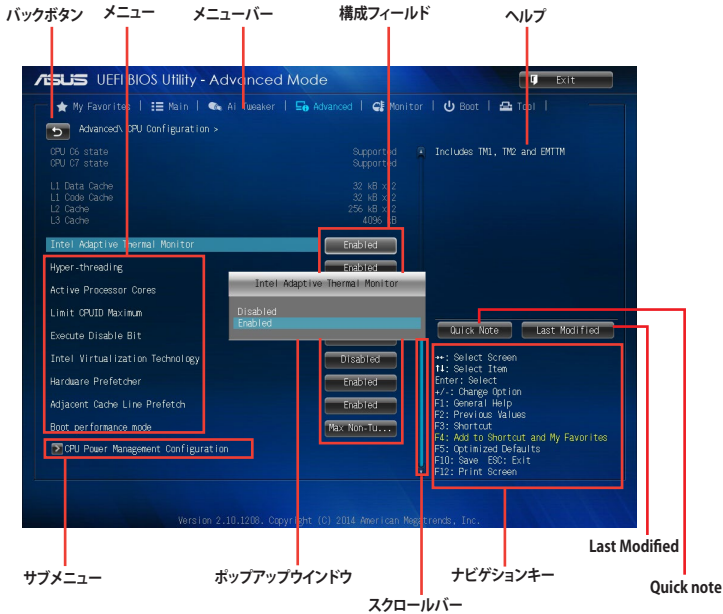 バックボタン メニュー メニューバー 構成フィールド ヘルプ
ASUS UEFI BIOS Utility - Advanced Mode
Exit
My Favorites Main Ai Tweaker Advanced Monitor Boot Tool
Advanced\ CPU Configuration >
CPU C6 state Supported
CPU C7 state Supported
Includes TM1, TM2 and EMTTM
L1 Data Cache 32 kB x 2
L1 Code Cache 32 kB x 2
L2 Cache 256 kB x 2
L3 Cache 4096 kB
Intel Adaptive Thermal Monitor Enabled
Hyper-threading Enabled
Active Processor Cores
Limit CPUID Maximum
Execute Disable Bit
Intel Virtualization Technology Disabled
Hardware Prefetcher Enabled
Adjacent Cache Line Prefetch Enabled
Boot performance mode Max Non-Tu...
CPU Power Management Configuration
Intel Adaptive Thermal Monitor
Disabled
Enabled
Quick Note Last Modified
→←: Select Screen
↑↓: Select Item
Enter: Select
+/-: Change Option
F1: General Help
F2: Previous Values
F3: Shortcut
F4: Add to Shortcut and My Favorites
F5: Optimized Defaults
F10: Save ESC: Exit
F12: Print Screen
Version 2.10.1208. Copyright (C) 2014 American Megatrends, Inc.
Last Modified
サブメニュー ポップアップウインドウ ナビゲションキー
Quick note
スクロールバー